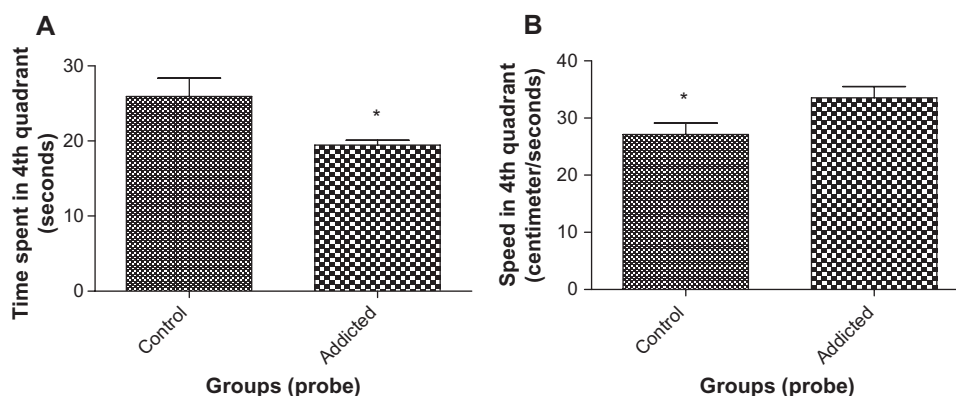 A
Time spent in 4th quadrant
(seconds)
30
20
10
0
*
Control
Addicted
Groups (probe)
B
Speed in 4th quadrant
(centimeter/seconds)
40
30
20
10
0
*
Control
Addicted
Groups (probe)